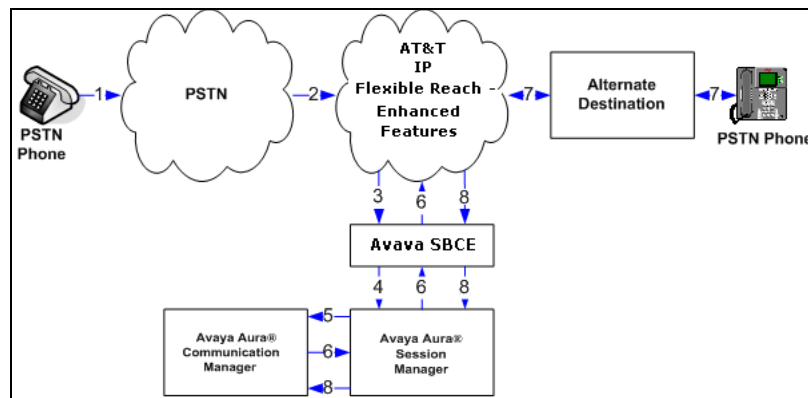 AT&T
IP
Flexible Reach -
Enhanced
Features
PSTN
Alternate
Destination
1
2
7
7
PSTN
Phone
PSTN Phone
3
6
8
Avaya SBCE
4
6
8
Avaya Aura®
Communication
Manager
5
6
8
Avaya Aura®
Session
Manager